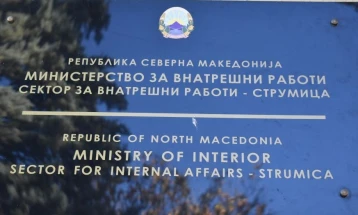 РЕПУБЛИКА СЕВЕРНА МАКЕДОНИЈА
МИНИСТЕРСТВО ЗА ВНАТРЕШНИ РАБОТИ
СЕКТОР ЗА ВНАТРЕШНИ РАБОТИ - СТРУМИЦА
REPUBLIC OF NORTH MACEDONIA
MINISTRY OF INTERIOR
SECTOR FOR INTERNAL AFFAIRS - STRUMICA